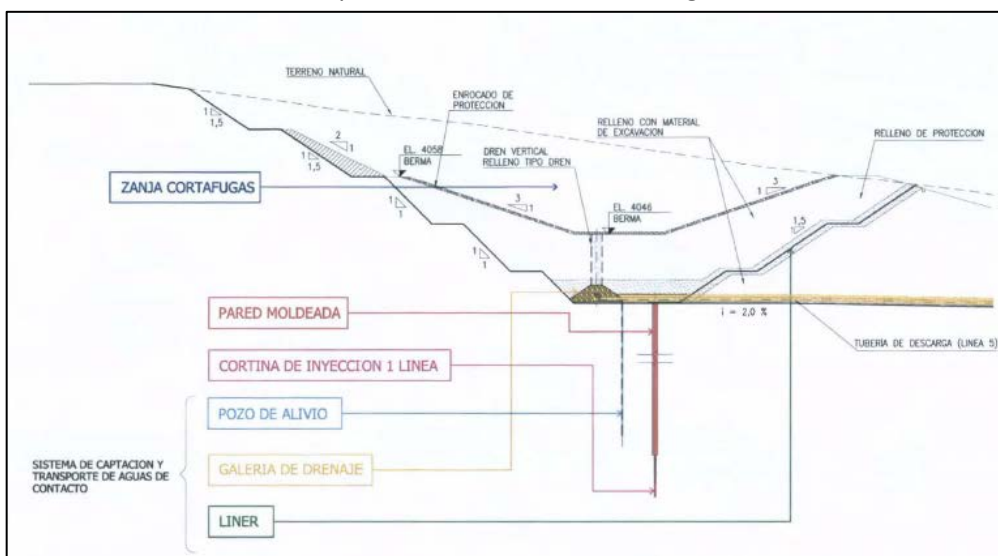 TERRENO NATURAL
ENROCADO DE
PROTECCION
RELLENO CON MATERIAL
DE EXCAVACION
RELLENO DE PROTECCION
DREN VERTICAL
RELLENO TIPO DREN
1
1,5
2
1
1
1,5
EL. 4058
BERMA
ZANJA CORTAFUGAS
3
1
1
1
EL. 4046
BERMA
3
1
1,5
1
1
1
PARED MOLDEADA
i = 2,0 %
TUBERÍA DE DESCARGA (LINEA 5)
CORTINA DE INYECCION 1 LINEA
POZO DE ALIVIO
SISTEMA DE CAPTACION Y
TRANSPORTE DE AGUAS DE
CONTACTO
GALERIA DE DRENAJE
LINER